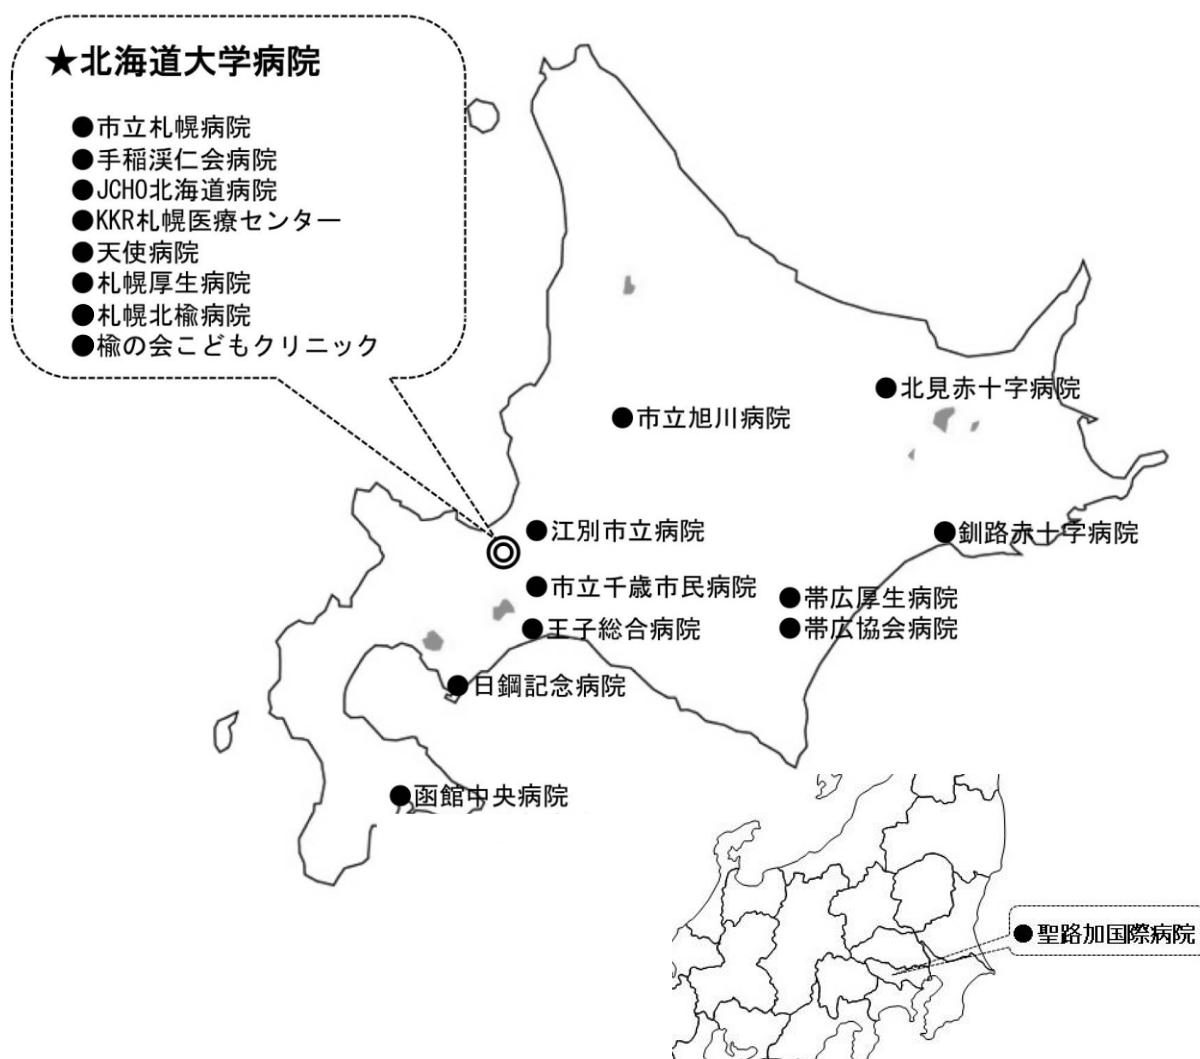 ★北海道大学病院
●市立札幌病院
●手稲渓仁会病院
●JCHO北海道病院
●KKR札幌医療センター
●天使病院
●札幌厚生病院
●札幌北楡病院
●楡の会こどもクリニック
●北見赤十字病院
●市立旭川病院
●江別市立病院
●釧路赤十字病院
●市立千歳市民病院
●帯広厚生病院
●王子総合病院
●帯広協会病院
●日鋼記念病院
●函館中央病院
●聖路加国際病院